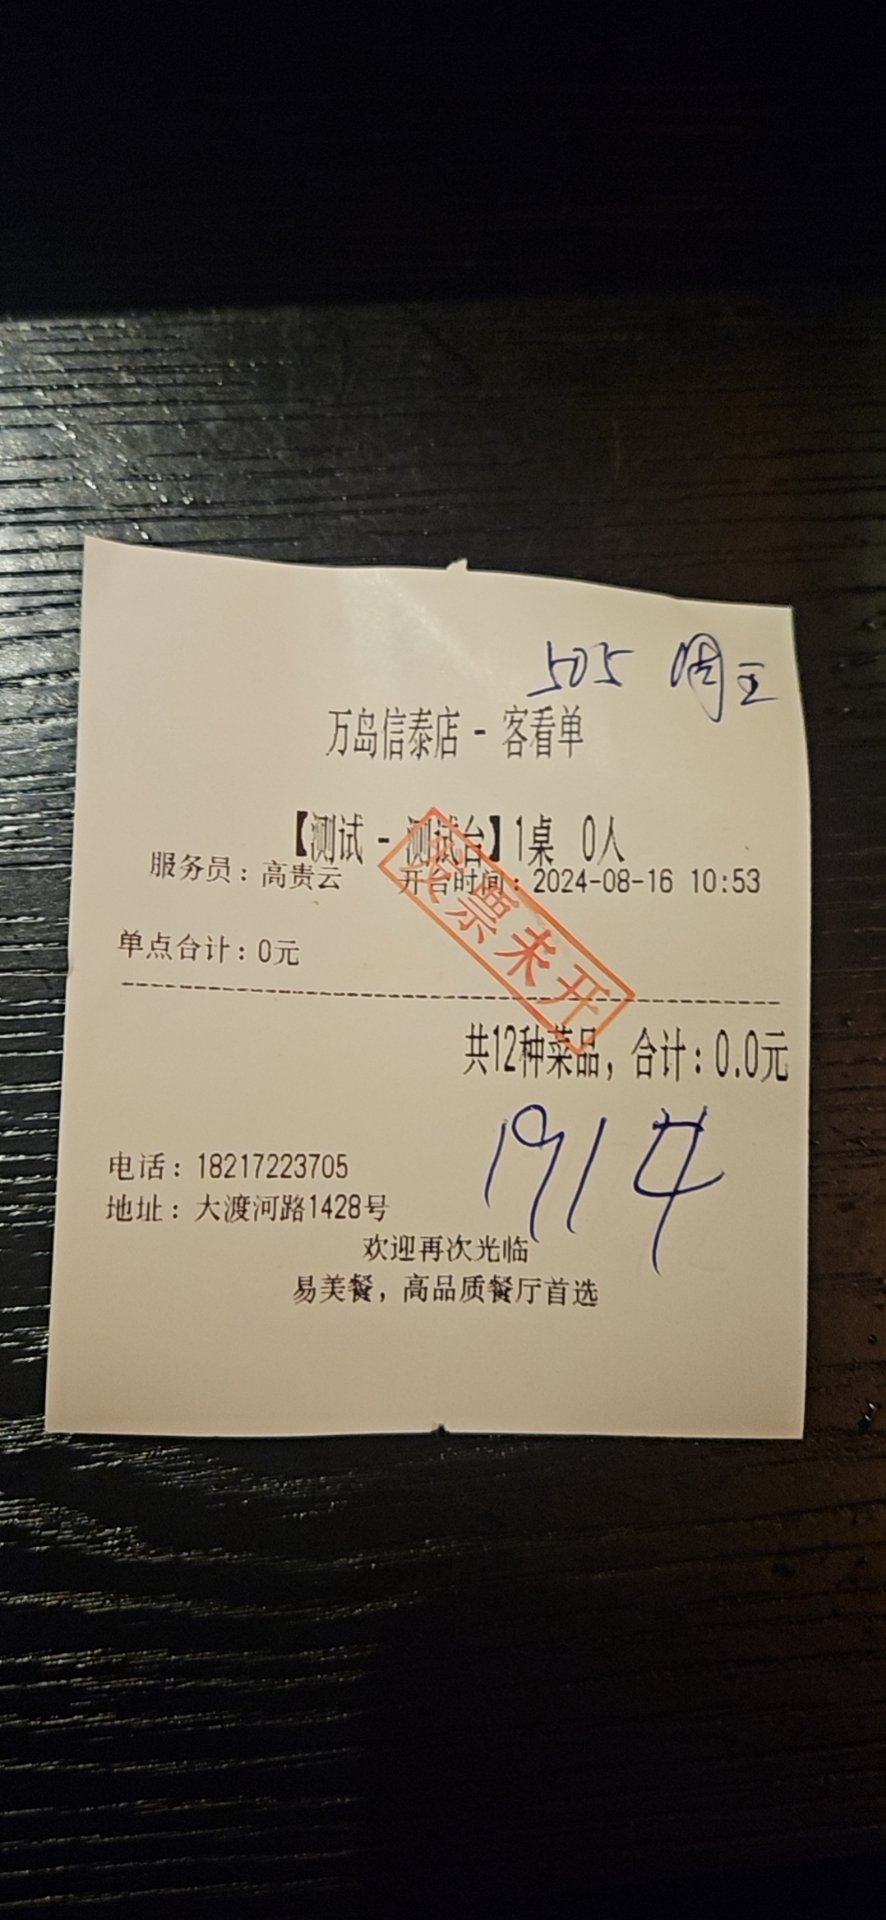 505 周五
万岛信泰店 - 客看单
【测试 - 测试台】1桌 0人
服务员：高贵云 开台时间：2024-08-16 10:53
发票未开
单点合计：0元
共12种菜品，合计：0.0元
1914
电话：18217223705
地址：大渡河路1428号
欢迎再次光临
易美餐，高品质餐厅首选